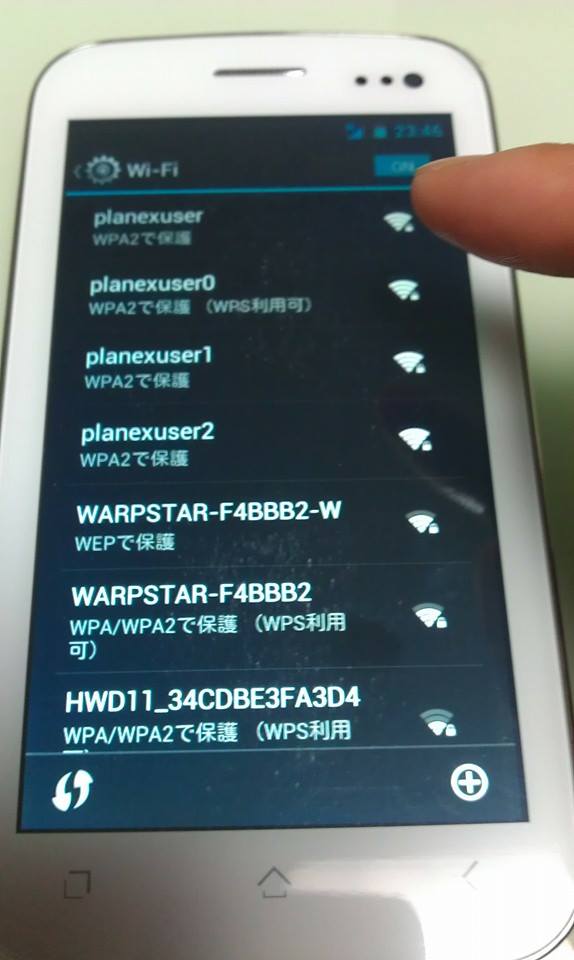 23:46
Wi-Fi
ON
planexuser
WPA2で保護
planexuser0
WPA2で保護 (WPS利用可)
planexuser1
WPA2で保護
planexuser2
WPA2で保護
WARPSTAR-F4BBB2-W
WEPで保護
WARPSTAR-F4BBB2
WPA/WPA2で保護 (WPS利用
可)
HWD11_34CDBE3FA3D4
WPA/WPA2で保護 (WPS利用